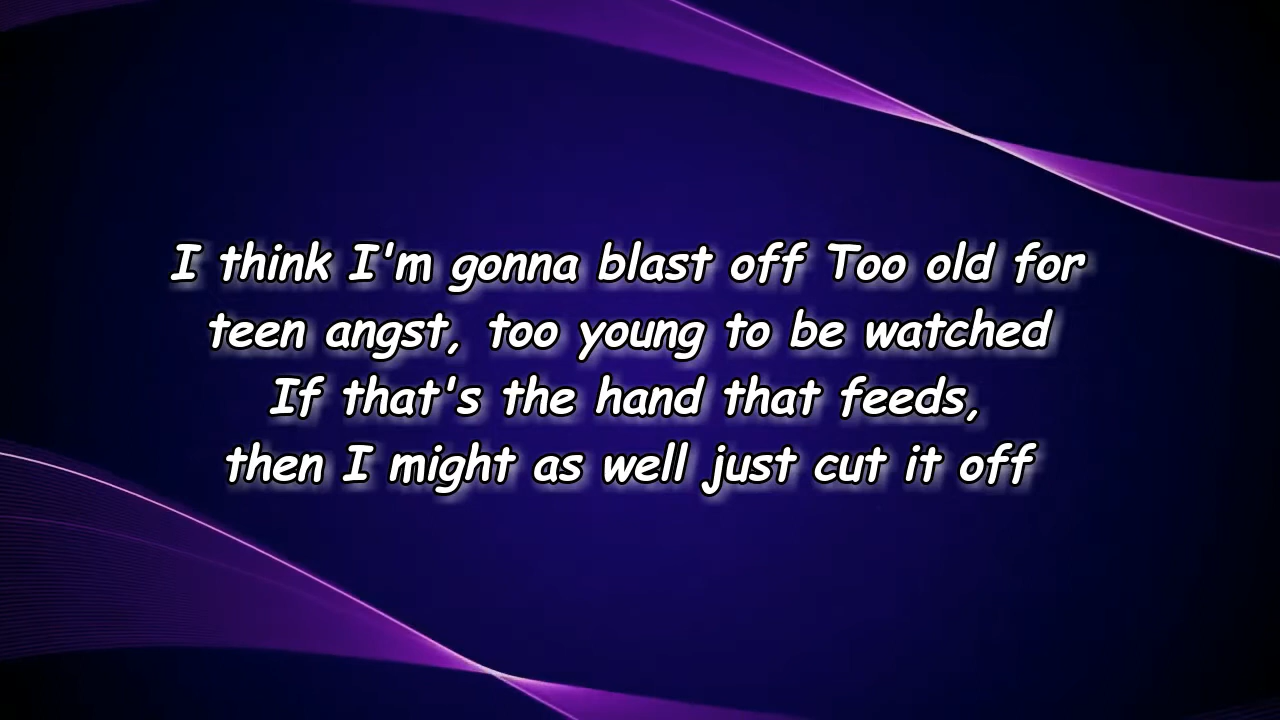 I think I'm gonna blast off Too old for
teen angst, too young to be watched
If that's the hand that feeds,
then I might as well just cut it off